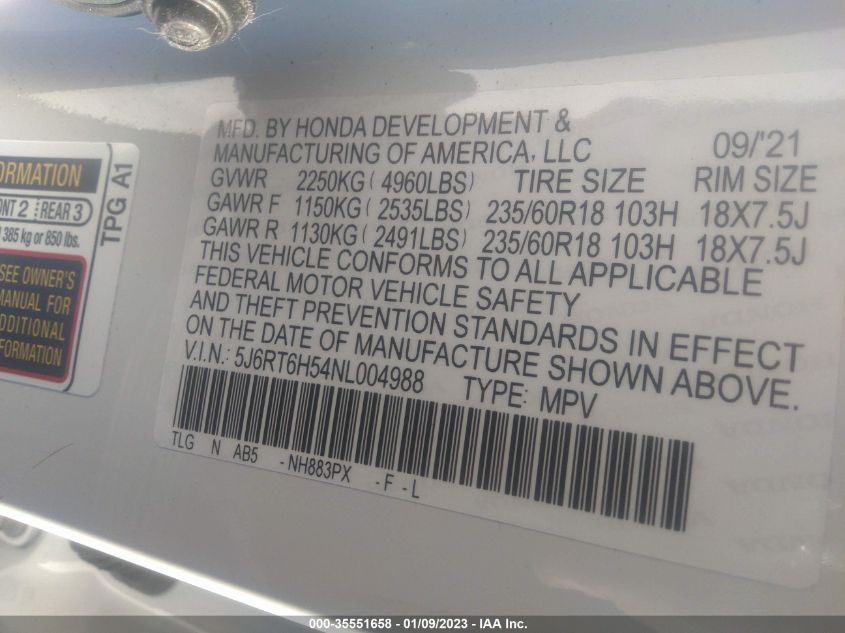 MFD. BY HONDA DEVELOPMENT &
MANUFACTURING OF AMERICA, LLC 09/'21
GVWR 2250KG ( 4960LBS) TIRE SIZE RIM SIZE
GAWR F 1150KG ( 2535LBS) 235/60R18 103H 18X7.5J
GAWR R 1130KG ( 2491LBS) 235/60R18 103H 18X7.5J
THIS VEHICLE CONFORMS TO ALL APPLICABLE
FEDERAL MOTOR VEHICLE SAFETY
AND THEFT PREVENTION STANDARDS IN EFFECT
ON THE DATE OF MANUFACTURE SHOWN ABOVE.
V.I.N.: 5J6RT6H54NL004988 TYPE: MPV
TLG N AB5 -NH883PX -F-L
ORMATION
ONT 2 REAR 3
385 kg or 850 lbs.
SEE OWNER'S
MANUAL FOR
ADDITIONAL
FORMATION
TPG A1
000-35551658 - 01/09/2023 - IAA Inc.